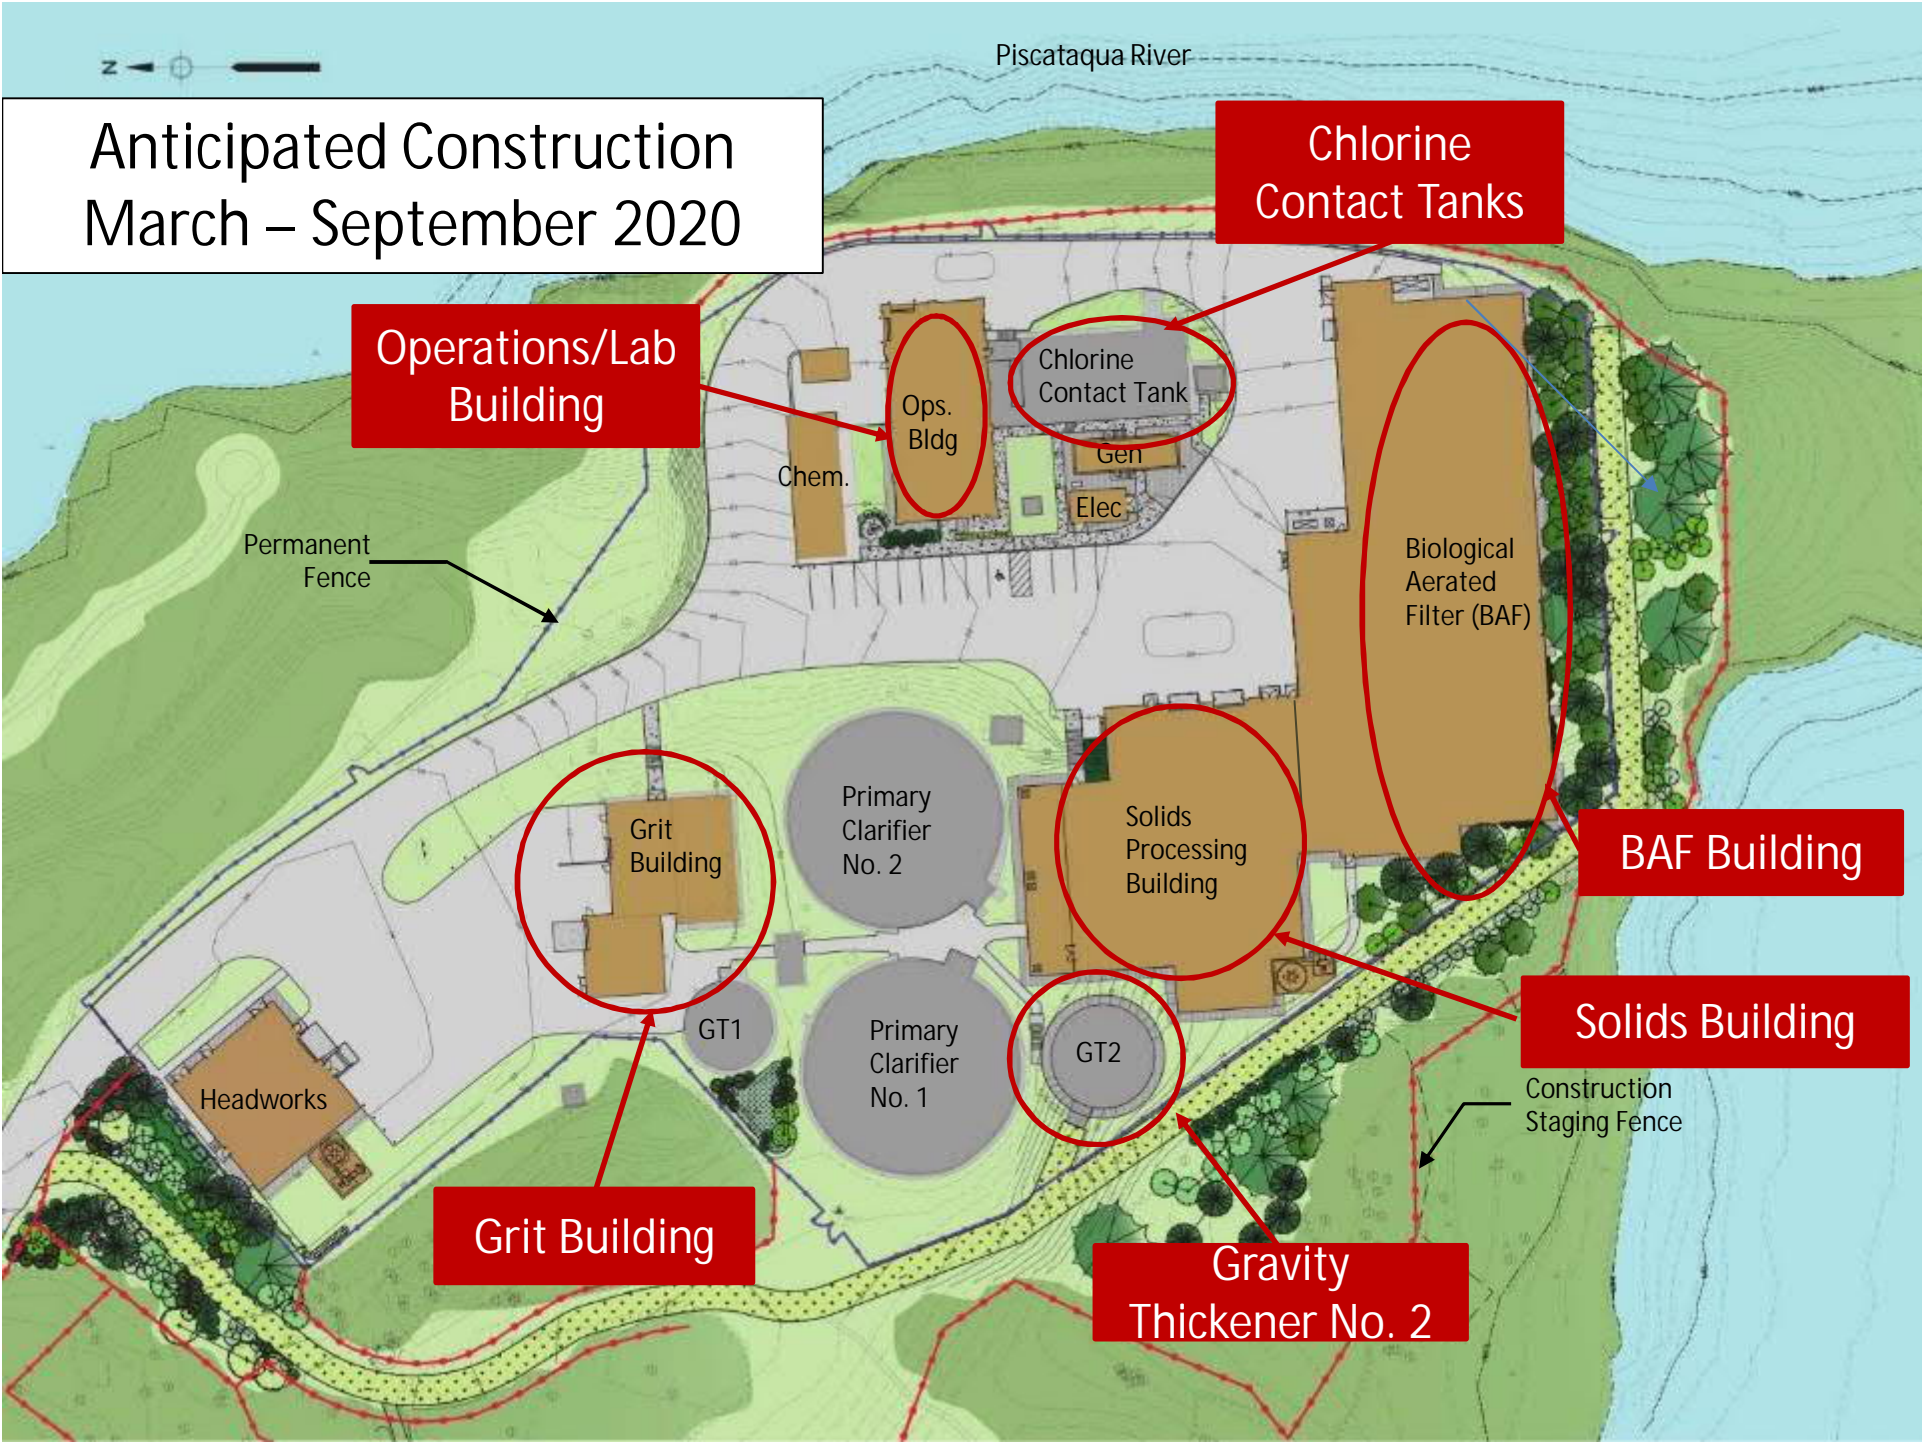 Piscataqua River
N
Anticipated Construction
March – September 2020
Chlorine
Contact Tanks
Operations/Lab
Building
Chlorine
Contact Tank
Ops.
Bldg
Gen
Chem.
Elec
Permanent
Fence
Biological
Aerated
Filter (BAF)
Primary
Clarifier
No. 2
Grit
Building
Solids
Processing
Building
BAF Building
GT1
Primary
Clarifier
No. 1
GT2
Solids Building
Headworks
Construction
Staging Fence
Grit Building
Gravity
Thickener No. 2